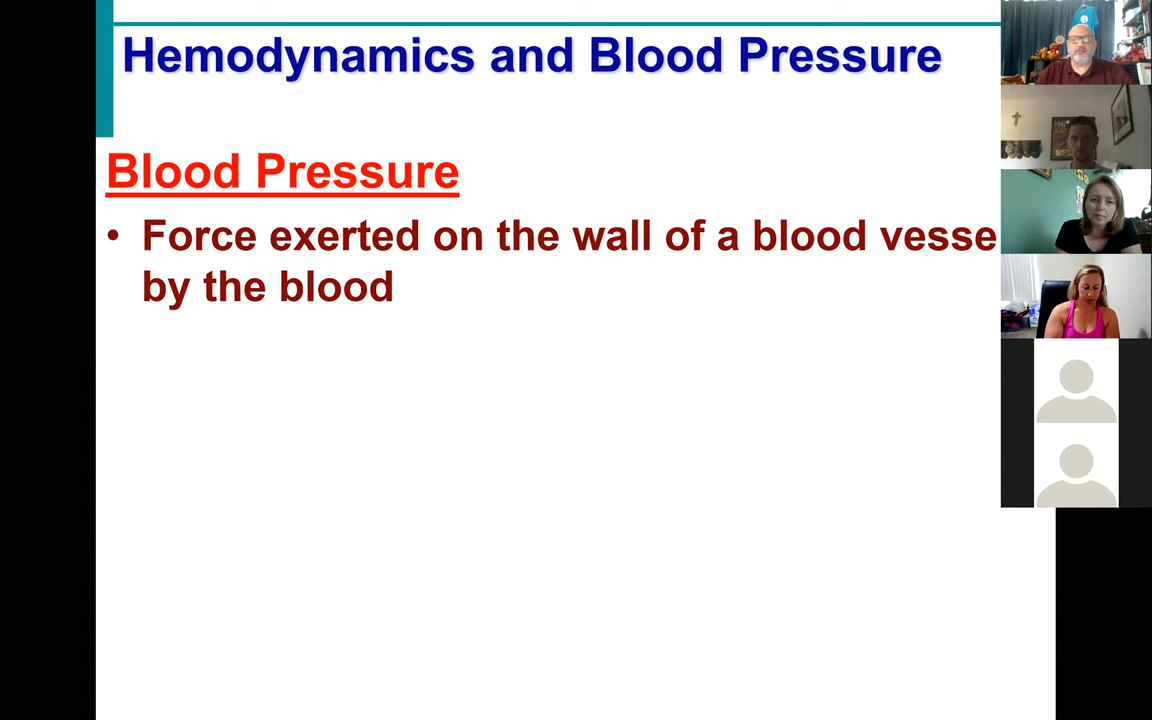 Hemodynamics and Blood Pressure
Blood Pressure
• Force exerted on the wall of a blood vesse
by the blood